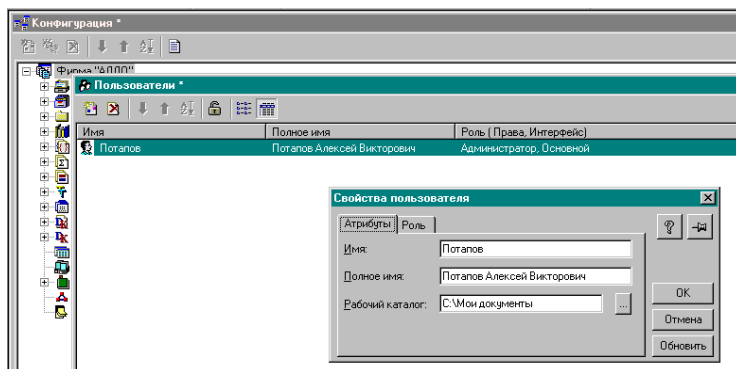 Конфигурация *
Фирма "АЛЛО"
Пользователи *
Имя Полное имя Роль ( Права, Интерфейс)
Потапов Потапов Алексей Викторович Администратор, Основной
Свойства пользователя
Атрибуты Роль
Имя: Потапов
Полное имя: Потапов Алексей Викторович
Рабочий каталог: C:\Мои документы ...
OK
Отмена
Обновить